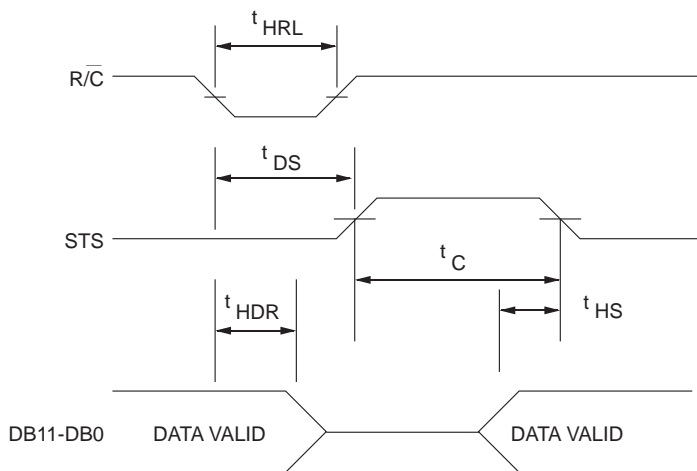 t HRL
R/C̅
t DS
STS
t C
t HDR
t HS
DB11-DB0 DATA VALID DATA VALID